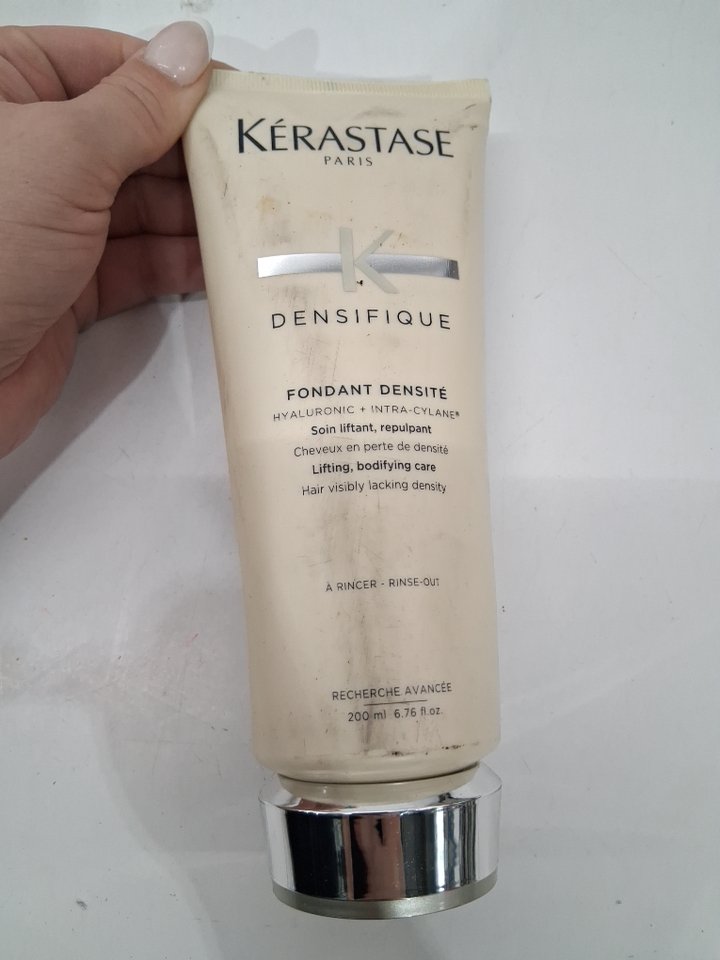 KÉRASTASE
PARIS
K
DENSIFIQUE
FONDANT DENSITÉ
HYALURONIC + INTRA-CYLANE®
Soin liftant, repulpant
Cheveux en perte de densité
Lifting, bodifying care
Hair visibly lacking density
À RINCER - RINSE-OUT
RECHERCHE AVANCÉE
200 ml 6.76 fl.oz.